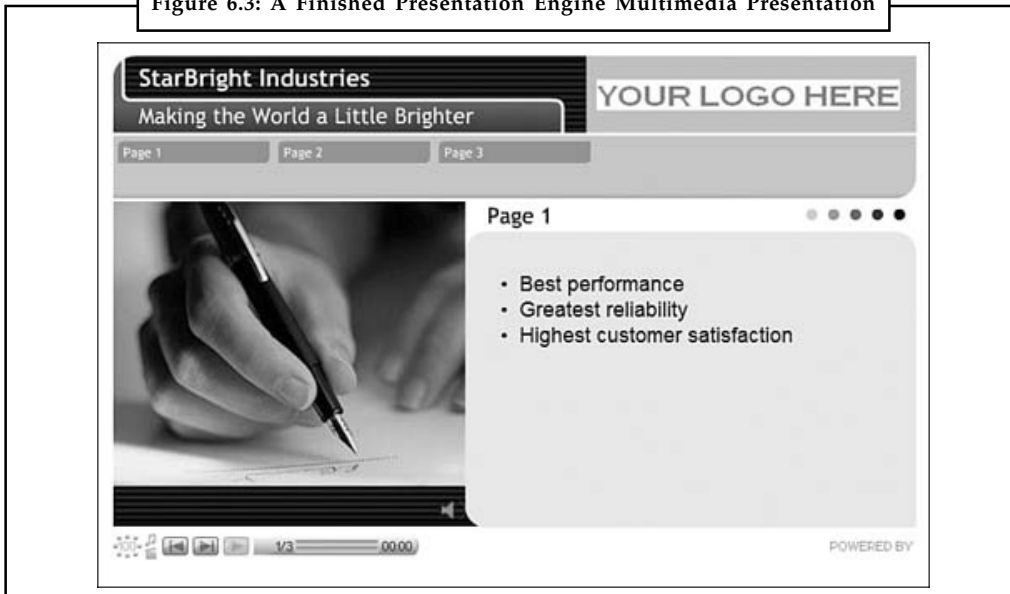 Figure 6.3: A Finished Presentation Engine Multimedia Presentation
StarBright Industries
Making the World a Little Brighter
YOUR LOGO HERE
Page 1 Page 2 Page 3
Page 1
• Best performance
• Greatest reliability
• Highest customer satisfaction
100 1/3 00:00 POWERED BY